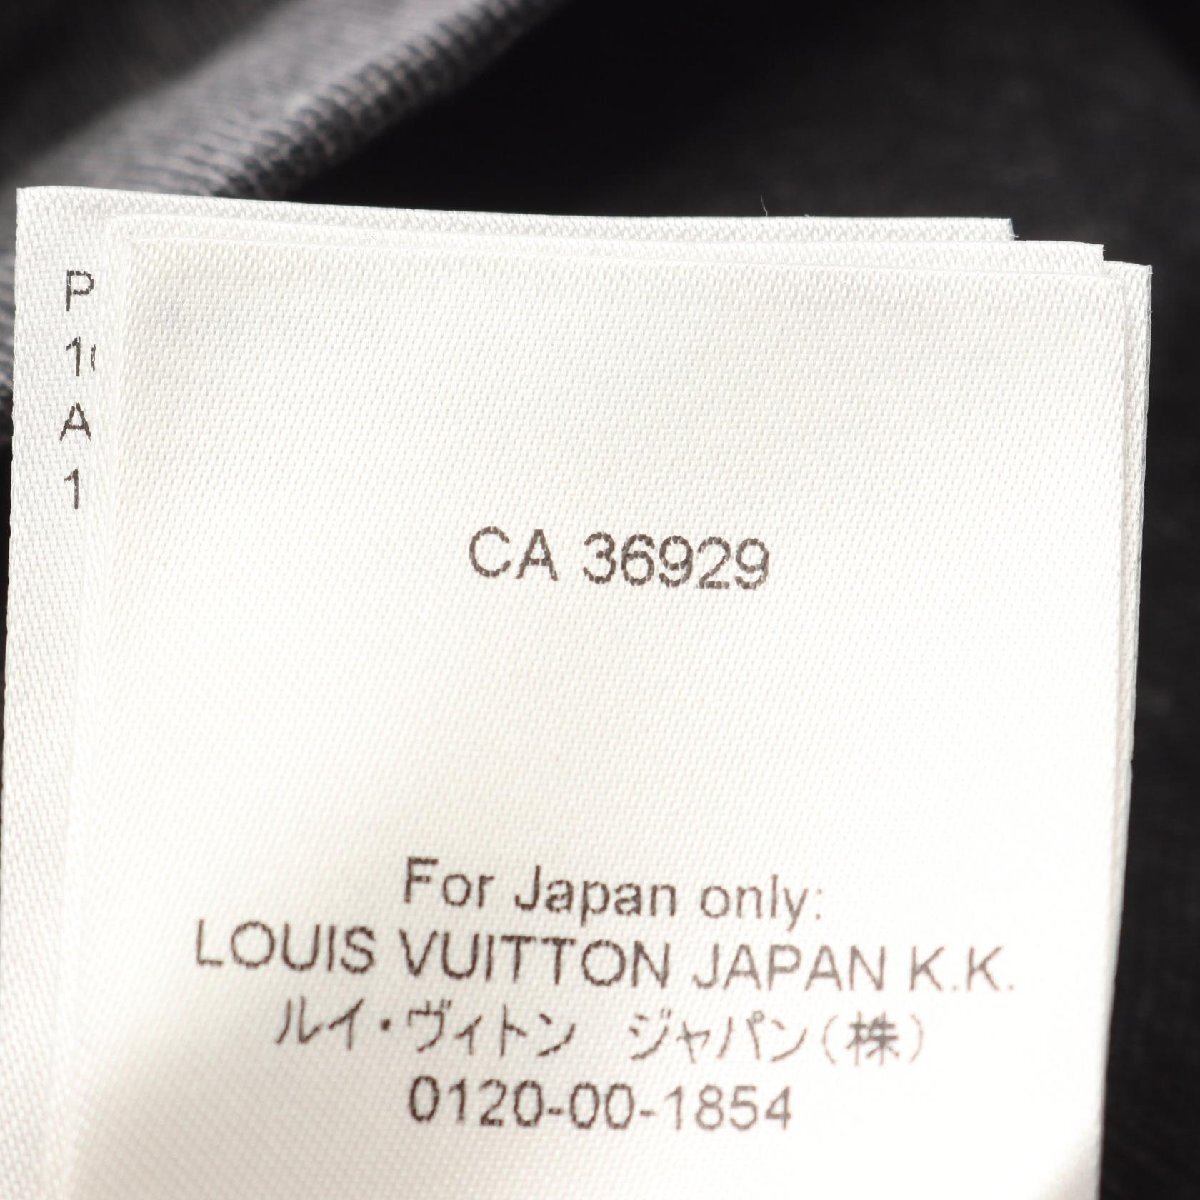 P
A
1
CA 36929
For Japan only:
LOUIS VUITTON JAPAN K.K.
ルイ・ヴィトン ジャパン(株)
0120-00-1854